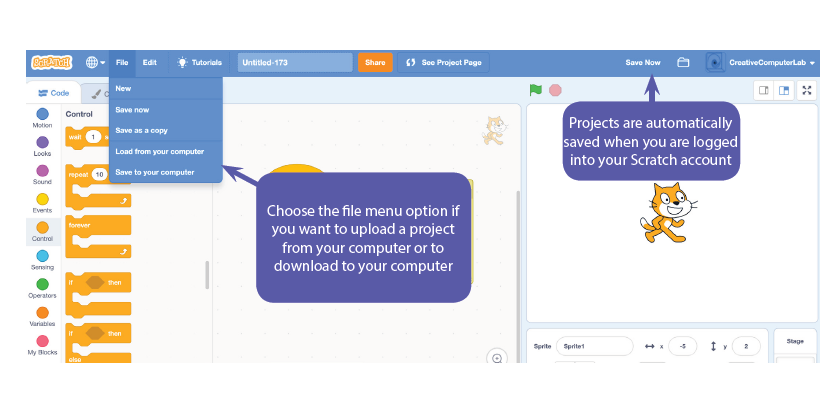 SCRATCH File Edit Tutorials Untitled-173 Share See Project Page Save Now CreativeComputerLab
New
Save now
Save as a copy
Load from your computer
Save to your computer
Code
Motion
Looks
Sound
Events
Control
Sensing
Operators
Variables
My Blocks
Control
wait 1
repeat 10
forever
if then
if then
else
Choose the file menu option if
you want to upload a project
from your computer or to
download to your computer
Projects are automatically
saved when you are logged
into your Scratch account
Sprite Sprite1 x -5 y 2
Stage